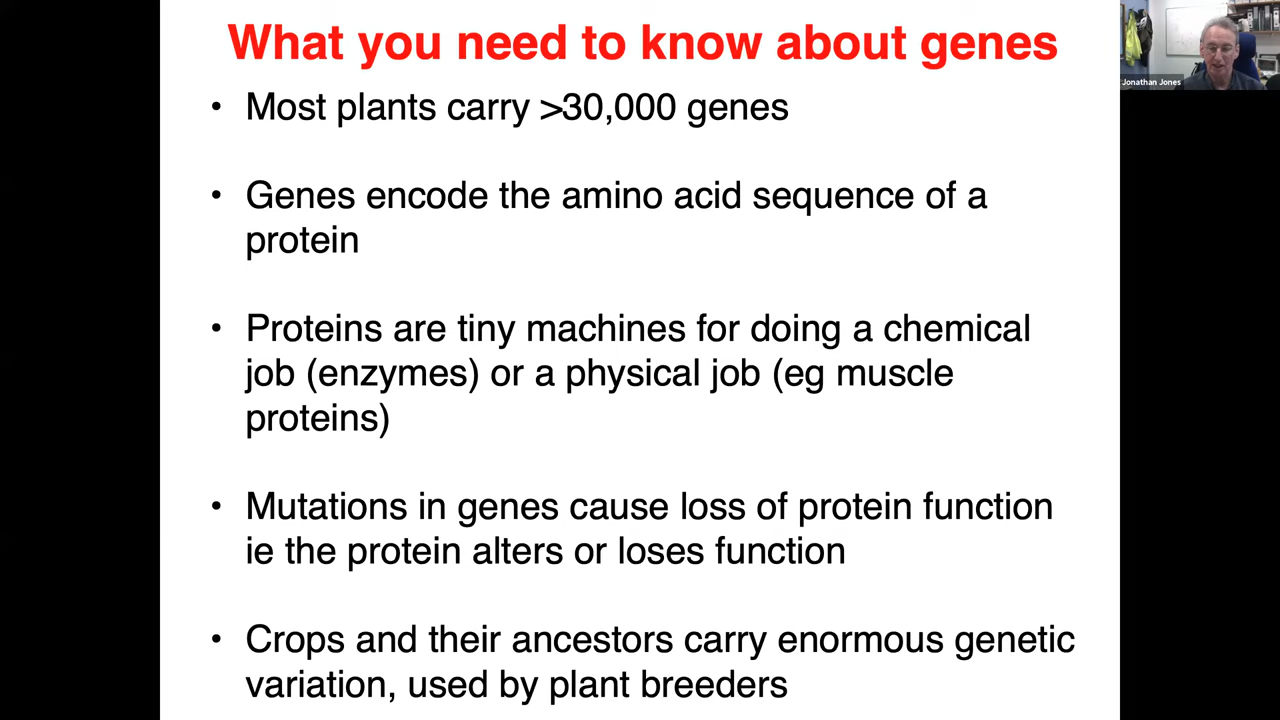 What you need to know about genes
Jonathan Jones
• Most plants carry >30,000 genes
• Genes encode the amino acid sequence of a
protein
• Proteins are tiny machines for doing a chemical
job (enzymes) or a physical job (eg muscle
proteins)
• Mutations in genes cause loss of protein function
ie the protein alters or loses function
• Crops and their ancestors carry enormous genetic
variation, used by plant breeders